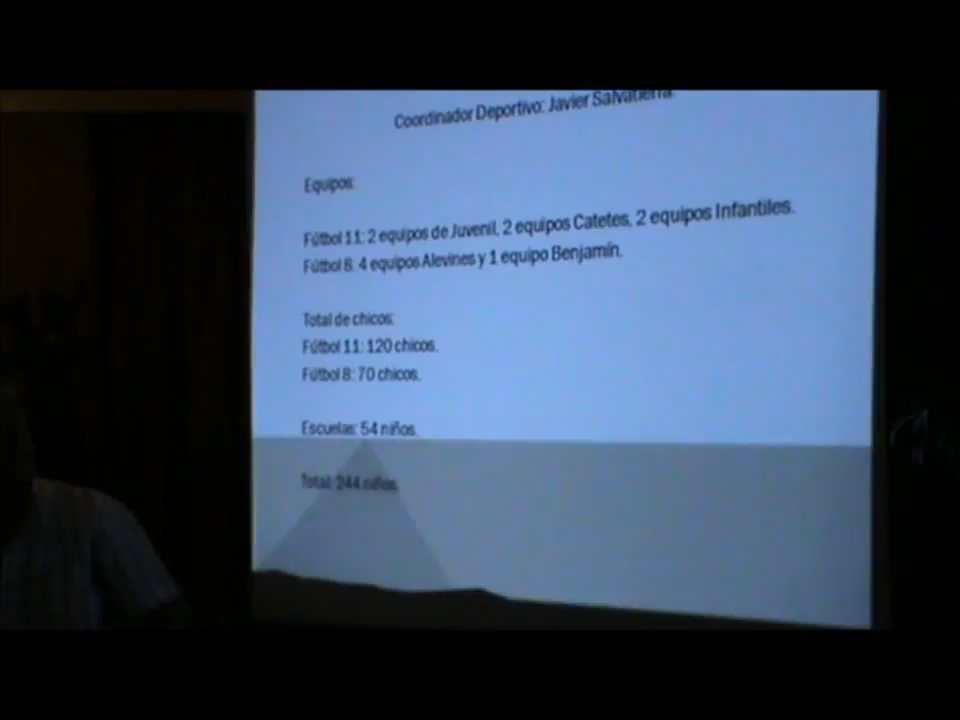 Coordinador Deportivo: Javier Salvatierra.
Equipos:
Fútbol 11: 2 equipos de Juvenil, 2 equipos Catetes, 2 equipos Infantiles.
Fútbol 8: 4 equipos Alevines y 1 equipo Benjamín.
Total de chicos:
Fútbol 11: 120 chicos.
Fútbol 8: 70 chicos.
Escuelas: 54 niños.
Total: 244 niños